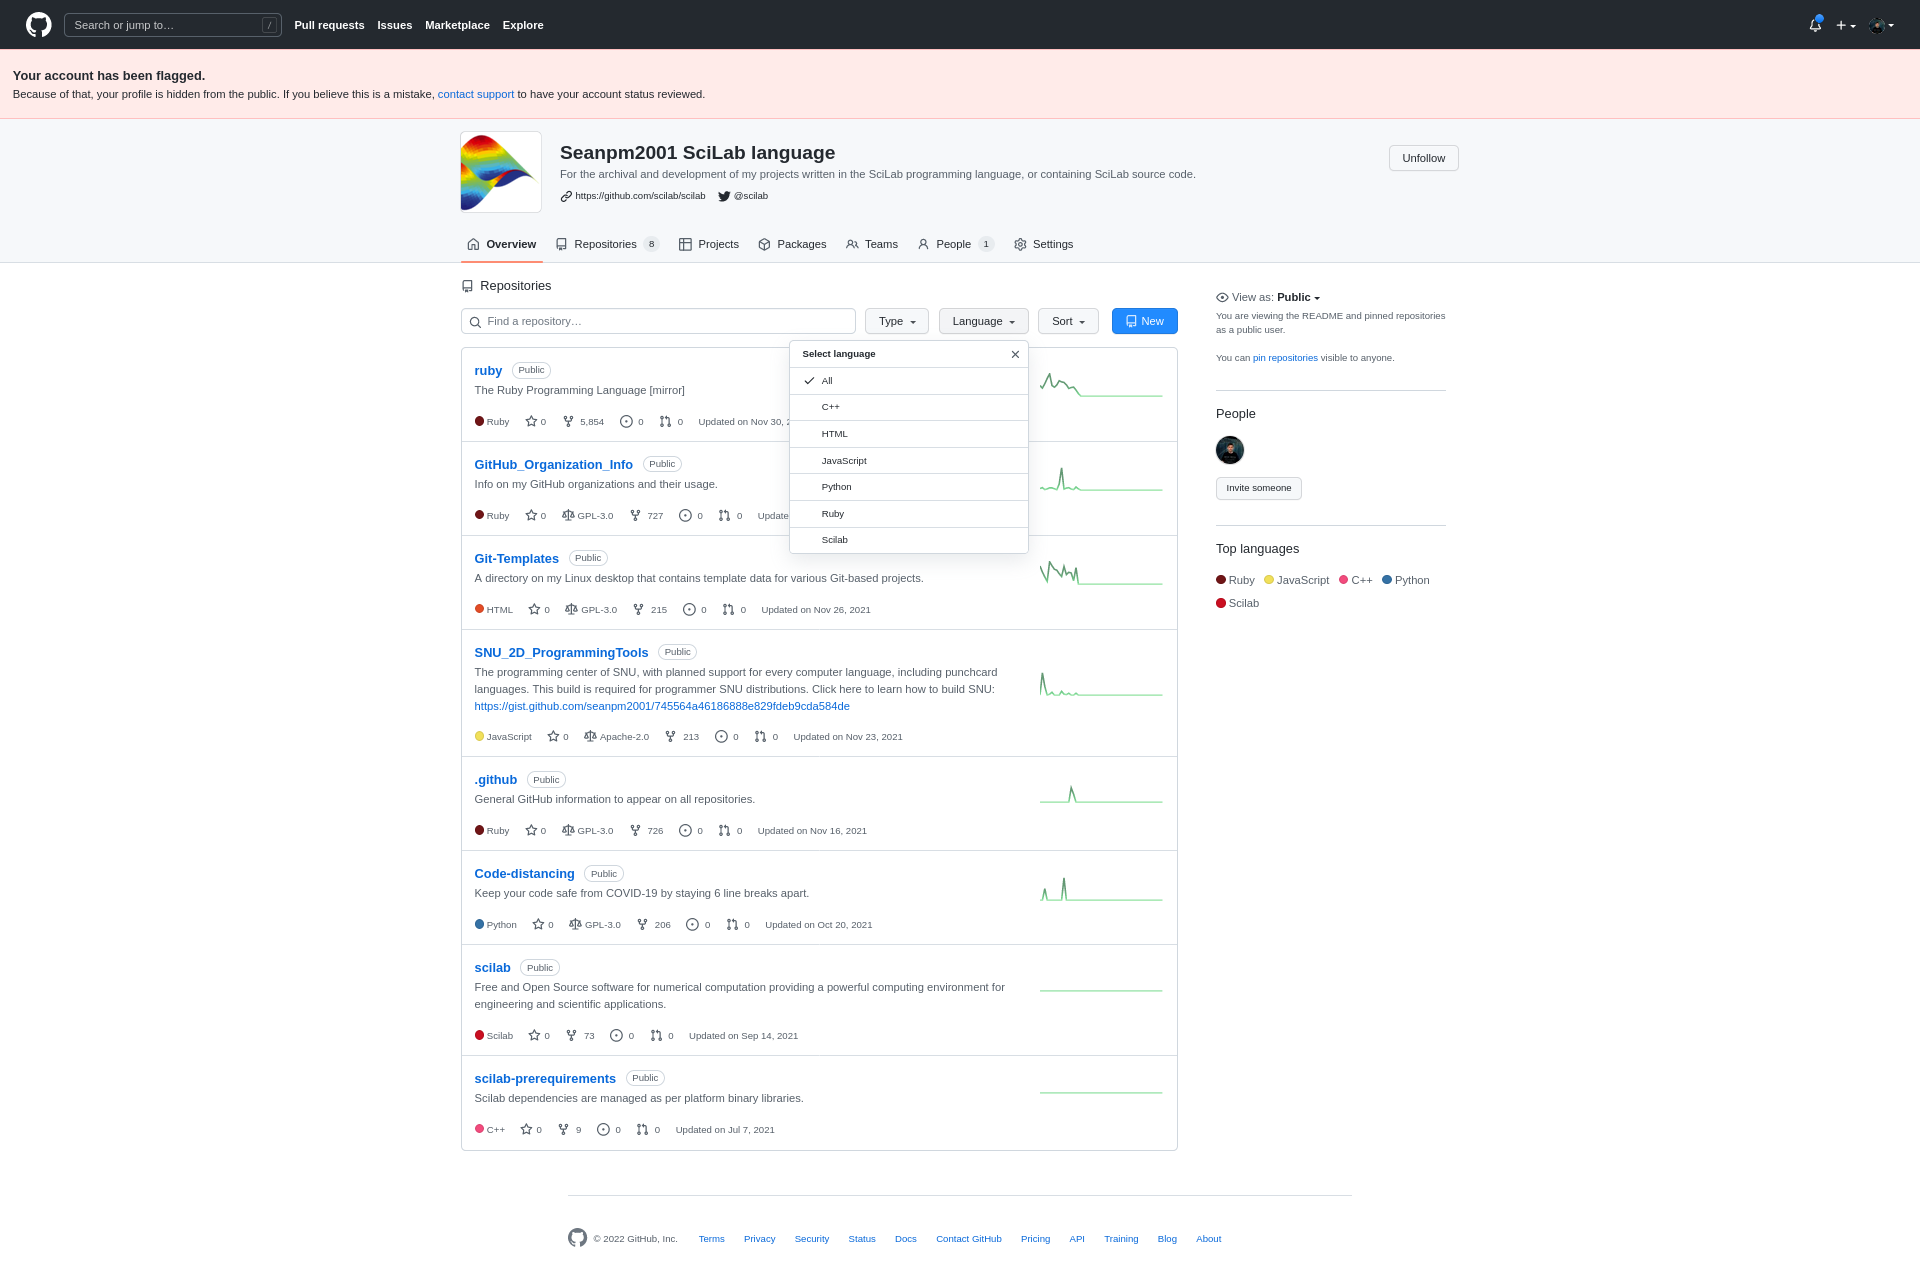 Search or jump to… /
Pull requests Issues Marketplace Explore
Your account has been flagged.
Because of that, your profile is hidden from the public. If you believe this is a mistake, contact support to have your account status reviewed.
Seanpm2001 SciLab language
For the archival and development of my projects written in the SciLab programming language, or containing SciLab source code.
https://github.com/scilab/scilab @scilab
Unfollow
Overview Repositories 8 Projects Packages Teams People 1 Settings
Repositories
Find a repository… Type Language Sort New
Select language
All
C++
HTML
JavaScript
Python
Ruby
Scilab
ruby Public
The Ruby Programming Language [mirror]
Ruby 0 5,854 0 0 Updated on Nov 30,
GitHub_Organization_Info Public
Info on my GitHub organizations and their usage.
Ruby 0 GPL-3.0 727 0 0 Update
Git-Templates Public
A directory on my Linux desktop that contains template data for various Git-based projects.
HTML 0 GPL-3.0 215 0 0 Updated on Nov 26, 2021
SNU_2D_ProgrammingTools Public
The programming center of SNU, with planned support for every computer language, including punchcard
languages. This build is required for programmer SNU distributions. Click here to learn how to build SNU:
https://gist.github.com/seanpm2001/745564a46186888e829fdeb9cda584de
JavaScript 0 Apache-2.0 213 0 0 Updated on Nov 23, 2021
.github Public
General GitHub information to appear on all repositories.
Ruby 0 GPL-3.0 726 0 0 Updated on Nov 16, 2021
Code-distancing Public
Keep your code safe from COVID-19 by staying 6 line breaks apart.
Python 0 GPL-3.0 206 0 0 Updated on Oct 20, 2021
scilab Public
Free and Open Source software for numerical computation providing a powerful computing environment for
engineering and scientific applications.
Scilab 0 73 0 0 Updated on Sep 14, 2021
scilab-prerequirements Public
Scilab dependencies are managed as per platform binary libraries.
C++ 0 9 0 0 Updated on Jul 7, 2021
View as: Public
You are viewing the README and pinned repositories
as a public user.
You can pin repositories visible to anyone.
People
Invite someone
Top languages
Ruby JavaScript C++ Python
Scilab
© 2022 GitHub, Inc. Terms Privacy Security Status Docs Contact GitHub Pricing API Training Blog About